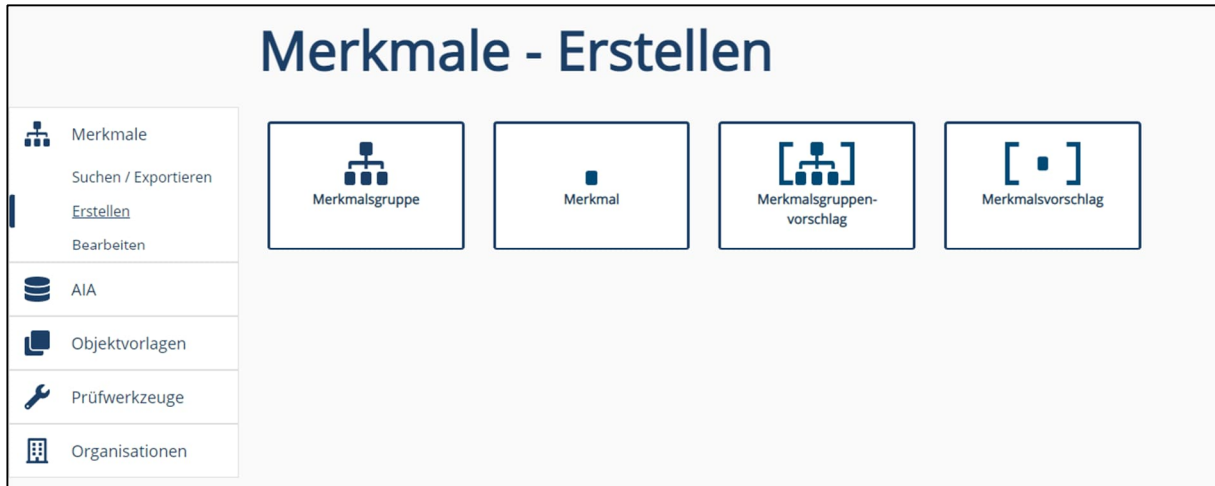 Merkmale - Erstellen
Merkmale
Suchen / Exportieren
Erstellen
Bearbeiten
AIA
Objektvorlagen
Prüfwerkzeuge
Organisationen
Merkmalsgruppe
Merkmal
Merkmalsgruppen-
vorschlag
Merkmalsvorschlag